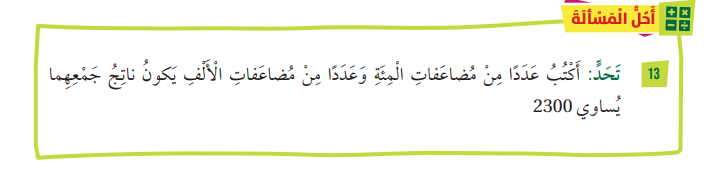 أَحُلُّ الْمَسْأَلَةَ
13 تَحَدٍّ: أَكْتُبُ عَدَدًا مِنْ مُضاعَفاتِ الْمِئَةِ وَعَدَدًا مِنْ مُضاعَفاتِ الْأَلْفِ يَكونُ ناتِجُ جَمْعِهِما
يُساوي 2300